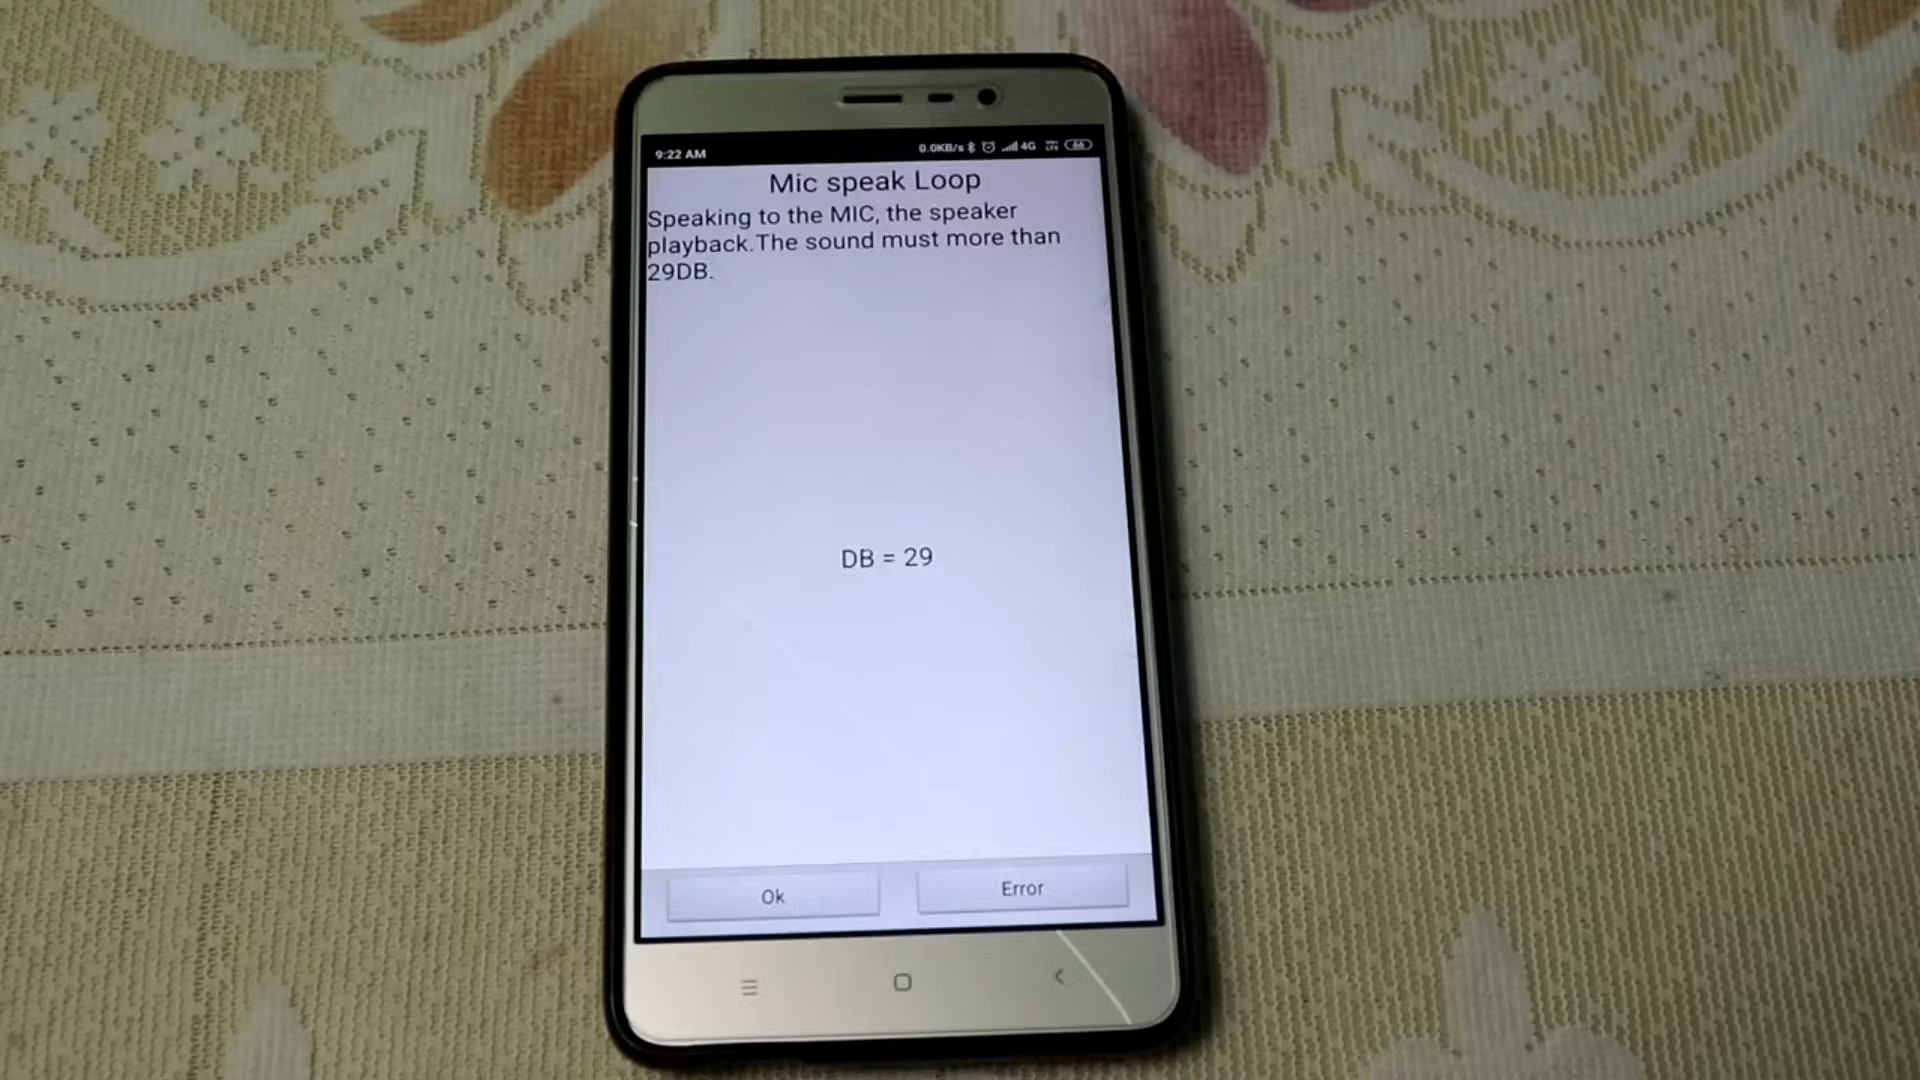 9:22 AM 0.0KB/s 4G 66
Mic speak Loop
Speaking to the MIC, the speaker
playback.The sound must more than
29DB.
DB = 29
Ok Error